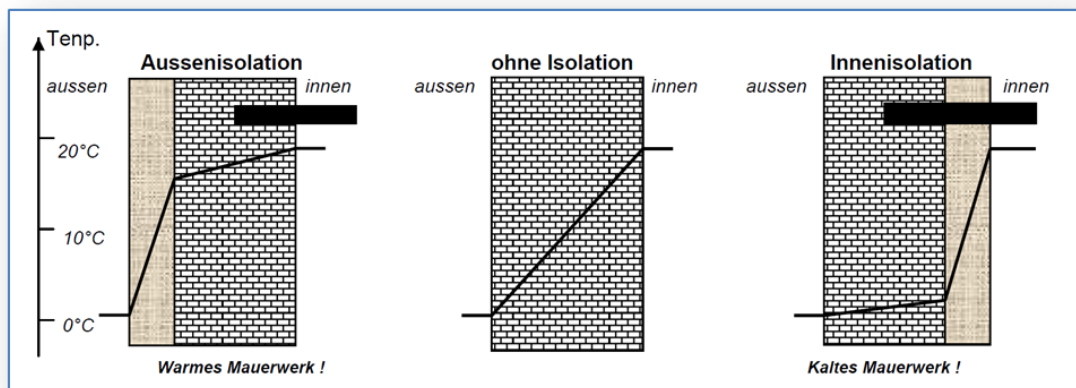 Tenp.
Aussenisolation
ohne Isolation
Innenisolation
aussen
innen
aussen
innen
aussen
innen
20°C
10°C
0°C
Warmes Mauerwerk !
Kaltes Mauerwerk !